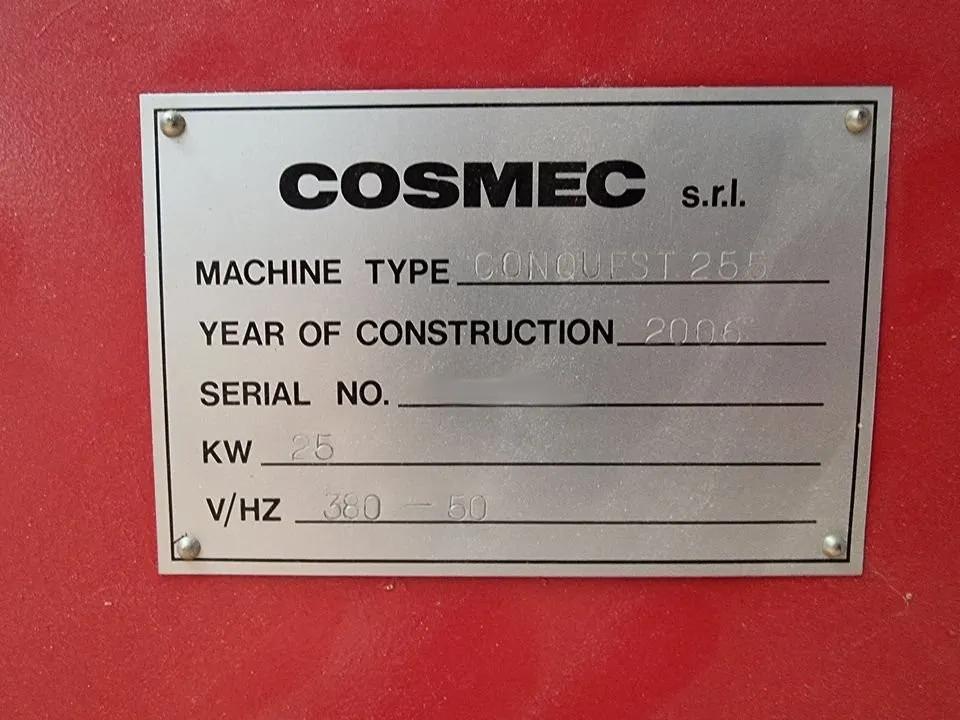 COSMEC s.r.l.
MACHINE TYPE CONQUEST 255
YEAR OF CONSTRUCTION 2006
SERIAL NO.
KW 25
V/HZ 380 - 50